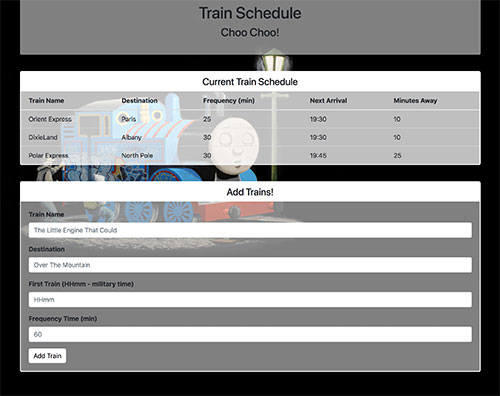 Train Schedule
Choo Choo!
Current Train Schedule
Train Name Destination Frequency (min) Next Arrival Minutes Away
Orient Express Paris 25 19:30 10
DixieLand Albany 30 19:30 10
Polar Express North Pole 30 19:45 25
Add Trains!
Train Name
The Little Engine That Could
Destination
Over The Mountain
First Train (HHmm - military time)
HHmm
Frequency Time (min)
60
Add Train